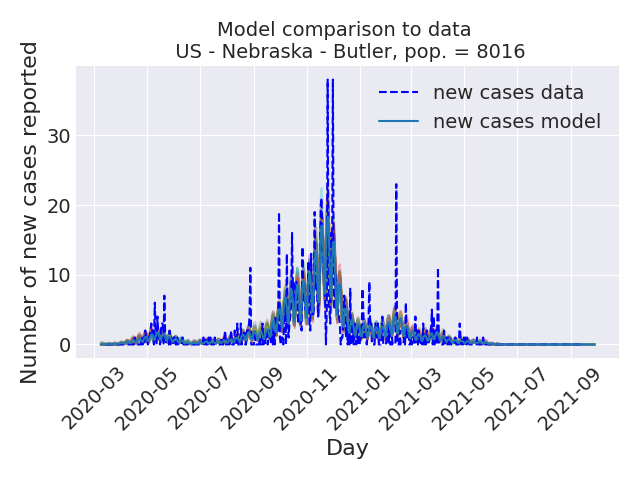 Model comparison to data
US - Nebraska - Butler, pop. = 8016
Number of new cases reported
new cases data
new cases model
30
20
10
0
2020-03
2020-05
2020-07
2020-09
2020-11
2021-01
2021-03
2021-05
2021-07
2021-09
Day